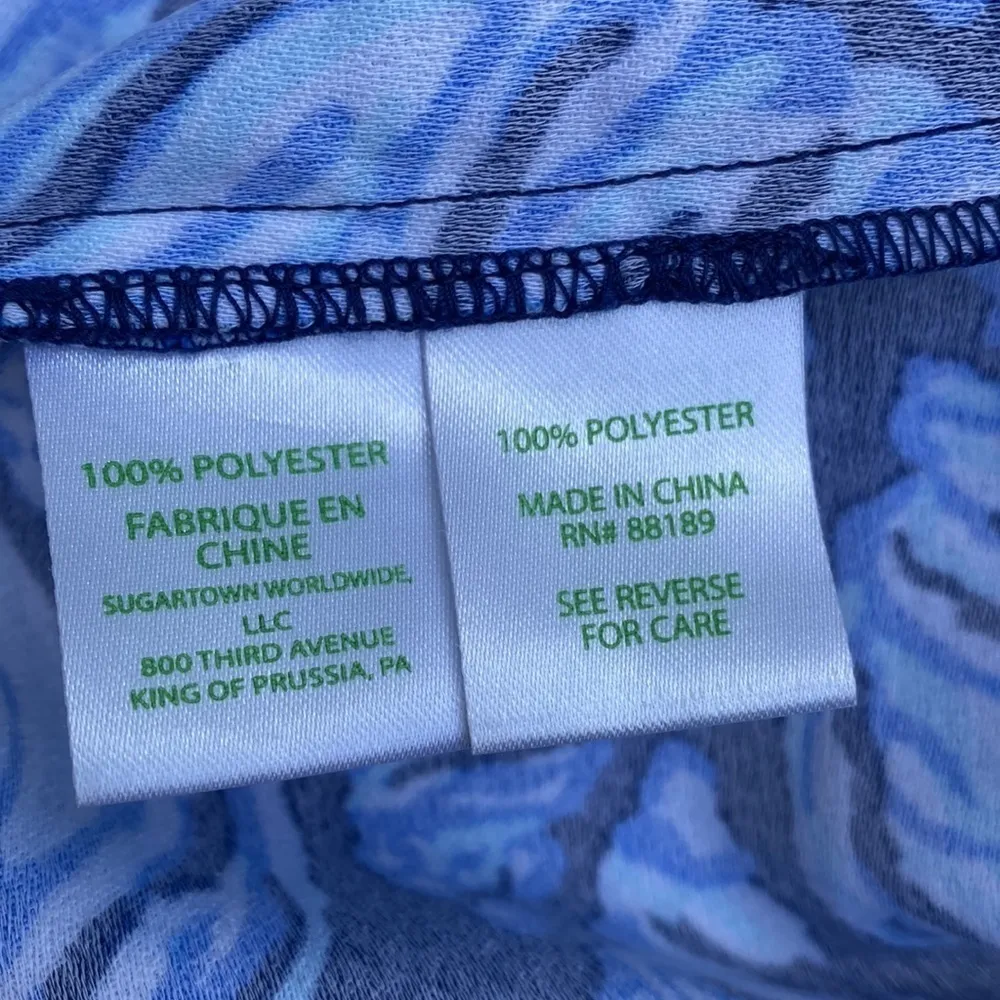 100% POLYESTER
FABRIQUE EN
CHINE
SUGARTOWN WORLDWIDE,
LLC
800 THIRD AVENUE
KING OF PRUSSIA, PA
100% POLYESTER
MADE IN CHINA
RN# 88189
SEE REVERSE
FOR CARE